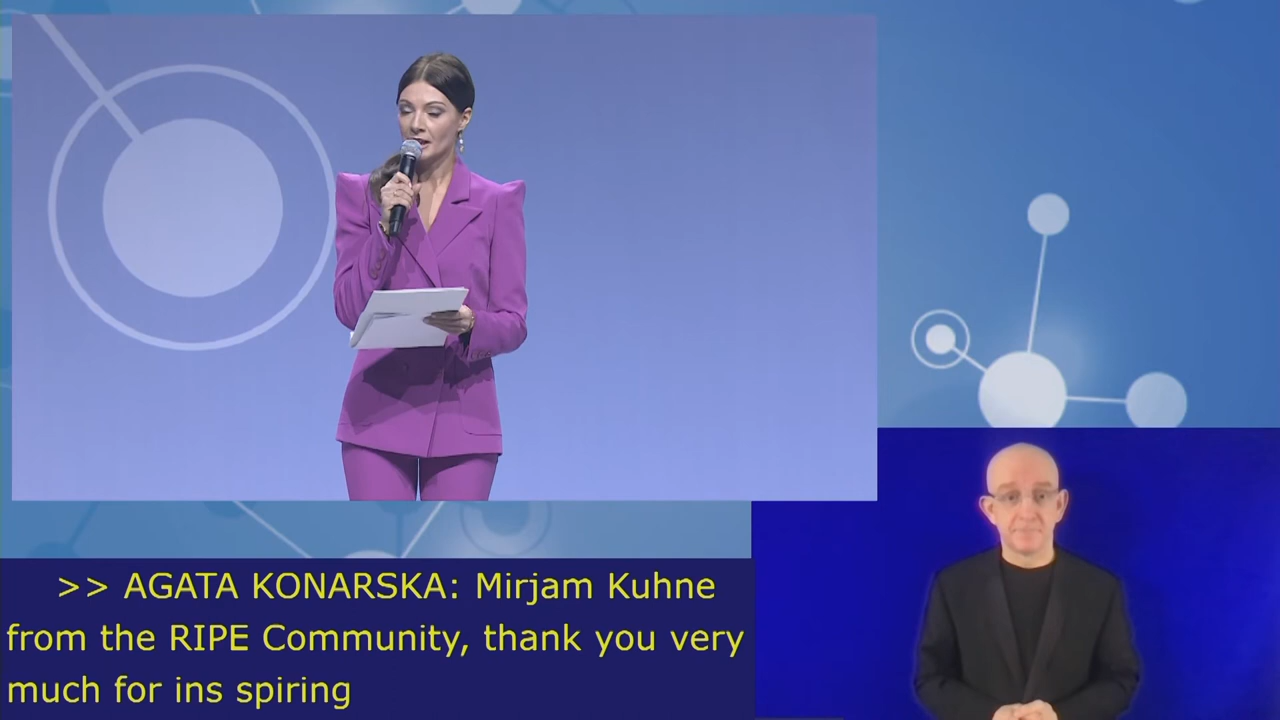 >> AGATA KONARSKA: Mirjam Kuhne
from the RIPE Community, thank you very
much for ins spiring